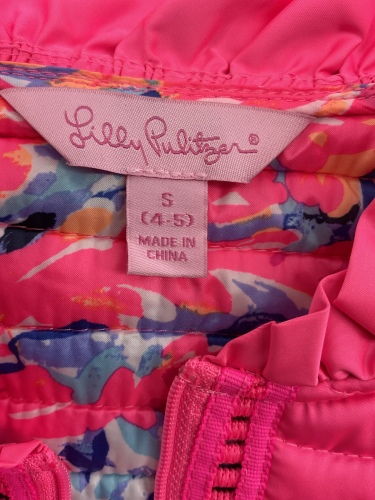 Lilly Pulitzer®
S
(4-5)
MADE IN
CHINA